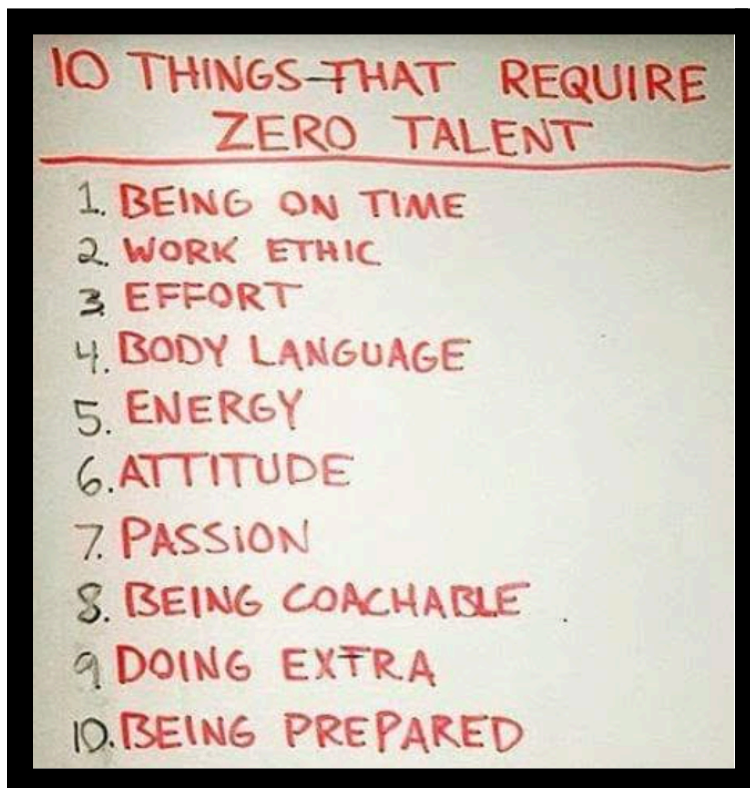 10 THINGS THAT REQUIRE
ZERO TALENT
1. BEING ON TIME
2. WORK ETHIC
3 EFFORT
4. BODY LANGUAGE
5. ENERGY
6. ATTITUDE
7. PASSION
8. BEING COACHABLE
9 DOING EXTRA
10. BEING PREPARED